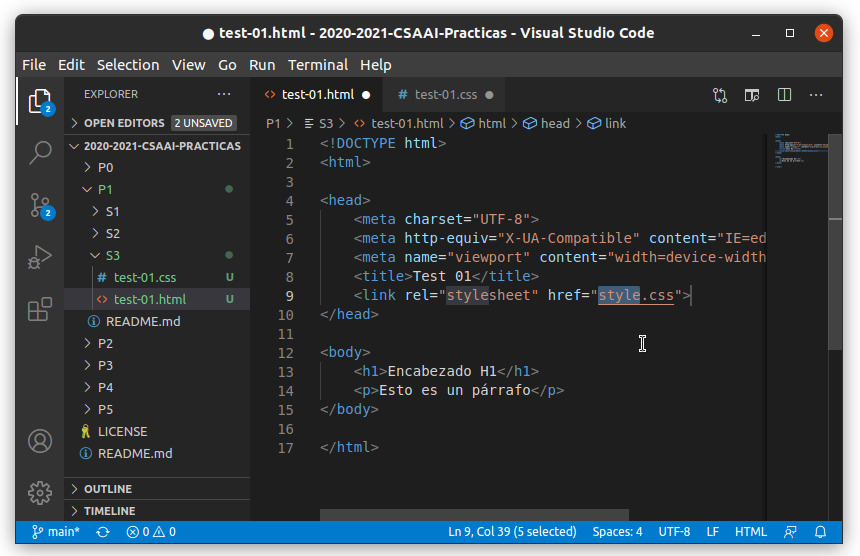 ● test-01.html - 2020-2021-CSAAI-Practicas - Visual Studio Code
File Edit Selection View Go Run Terminal Help
EXPLORER ···
OPEN EDITORS 2 UNSAVED
2020-2021-CSAAI-PRACTICAS
P0
P1
S1
S2
S3
# test-01.css U
<> test-01.html U
README.md
P2
P3
P4
P5
LICENSE
README.md
OUTLINE
TIMELINE
2
2
<> test-01.html ● # test-01.css ●
P1 > S3 > <> test-01.html > html > head > link
1 <!DOCTYPE html>
2 <html>
3
4 <head>
5 <meta charset="UTF-8">
6 <meta http-equiv="X-UA-Compatible" content="IE=ed
7 <meta name="viewport" content="width=device-width
8 <title>Test 01</title>
9 <link rel="stylesheet" href="style.css">
10 </head>
11
12 <body>
13 <h1>Encabezado H1</h1>
14 <p>Esto es un párrafo</p>
15 </body>
16
17 </html>
main* 0 0 Ln 9, Col 39 (5 selected) Spaces: 4 UTF-8 LF HTML